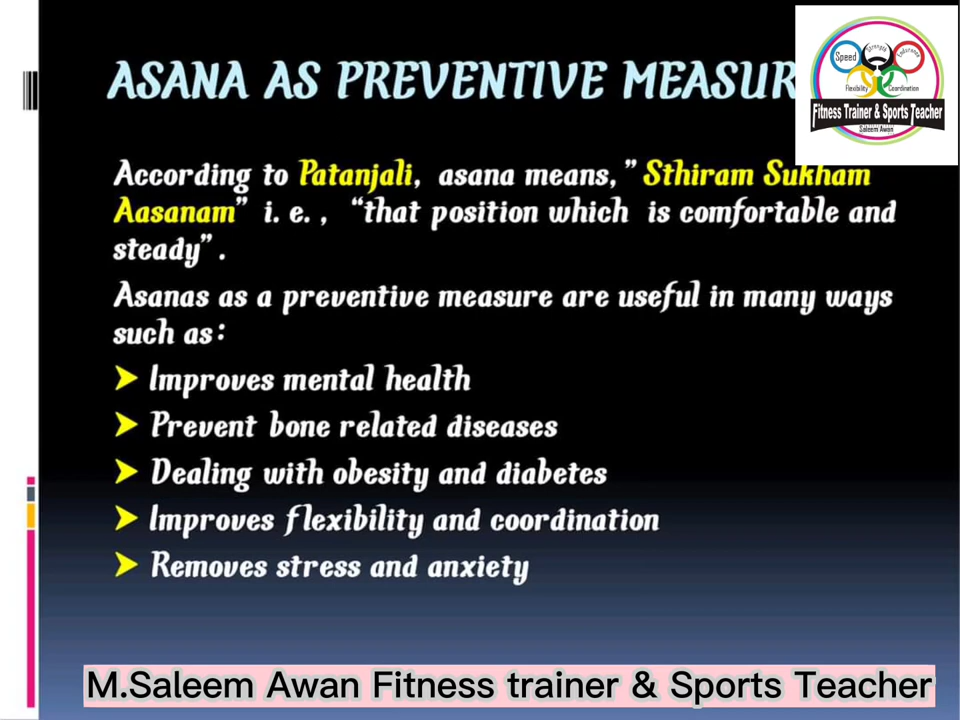 ASANA AS PREVENTIVE MEASUR
Speed
Strength
Endurance
Flexibility
Coordination
Fitness Trainer & Sports Teacher
Saleem Awan
According to Patanjali, asana means,” Sthiram Sukham
Aasanam” i. e. , “that position which is comfortable and
steady” .
Asanas as a preventive measure are useful in many ways
such as:
➤ Improves mental health
➤ Prevent bone related diseases
➤ Dealing with obesity and diabetes
➤ Improves flexibility and coordination
➤ Removes stress and anxiety
M.Saleem Awan Fitness trainer & Sports Teacher